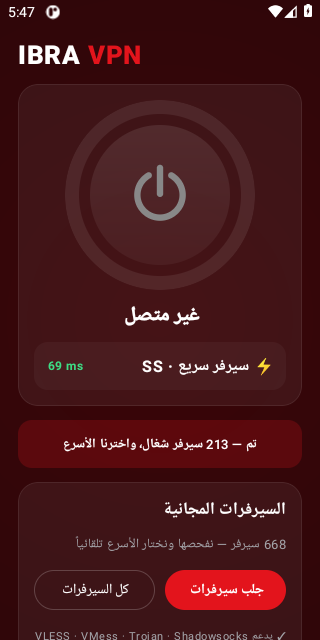 5:47
IBRA VPN
غير متصل
⚡ سيرفر سريع · SS
69 ms
تم — 213 سيرفر شغال، واخترنا الأسرع
السيرفرات المجانية
668 سيرفر — نفحصها ونختار الأسرع تلقائياً
جلب سيرفرات
كل السيرفرات
✓ يدعم VLESS · VMess · Trojan · Shadowsocks